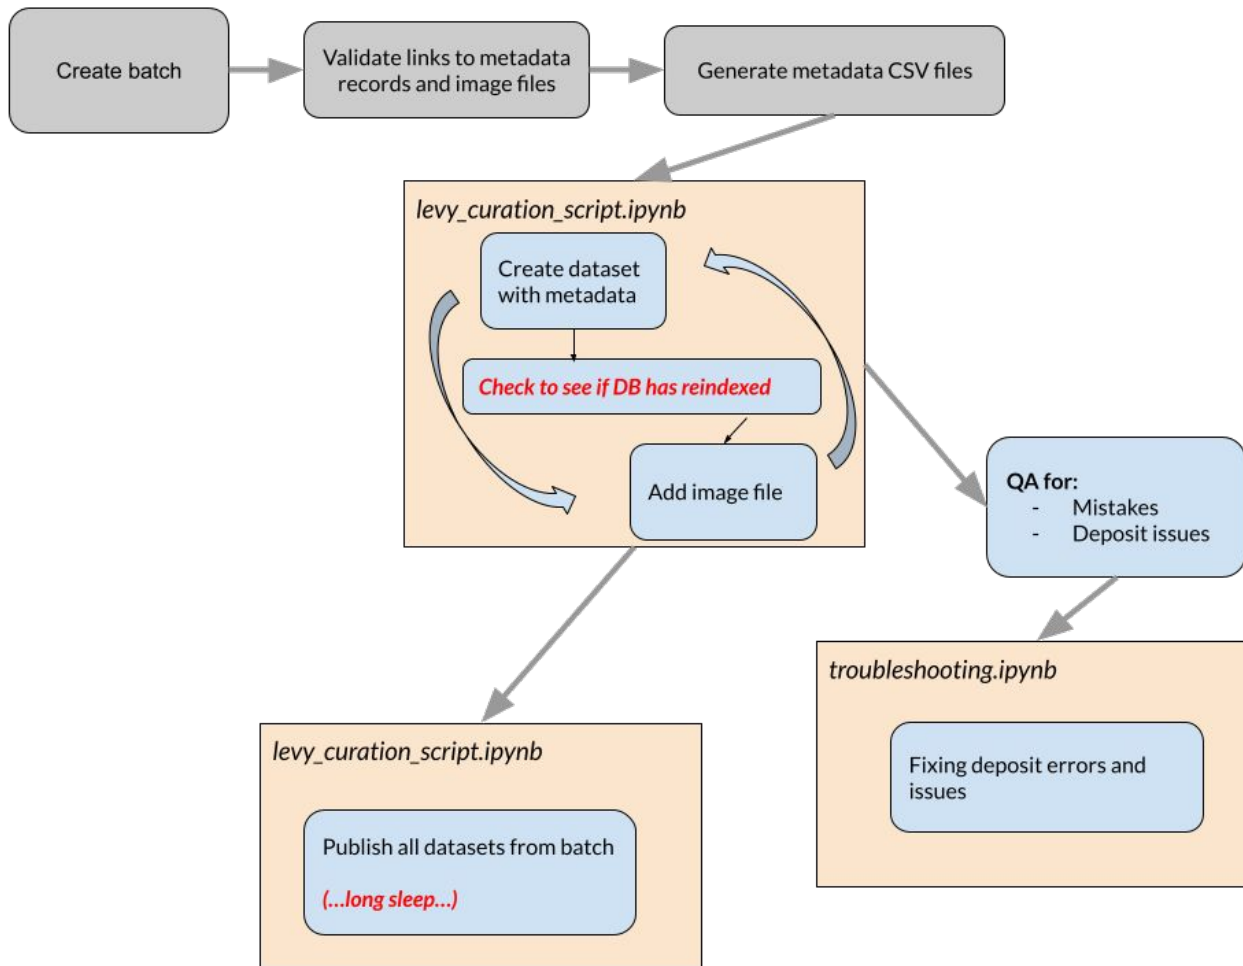 Create batch
Validate links to metadata
records and image files
Generate metadata CSV files
levy_curation_script.ipynb
Create dataset
with metadata
Check to see if DB has reindexed
Add image file
QA for:
- Mistakes
- Deposit issues
troubleshooting.ipynb
Fixing deposit errors and
issues
levy_curation_script.ipynb
Publish all datasets from batch
(...long sleep...)